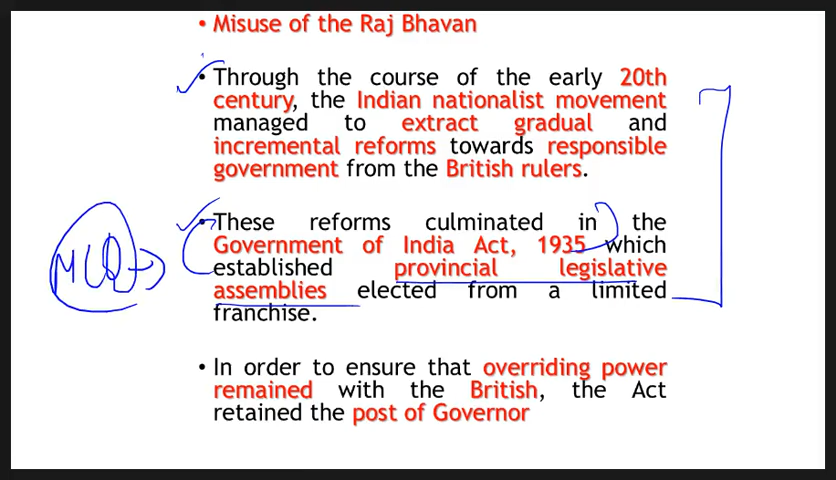 • Misuse of the Raj Bhavan
• Through the course of the early 20th
century, the Indian nationalist movement
managed to extract gradual and
incremental reforms towards responsible
government from the British rulers.
MCQ
• These reforms culminated in the
Government of India Act, 1935 which
established provincial legislative
assemblies elected from a limited
franchise.
• In order to ensure that overriding power
remained with the British, the Act
retained the post of Governor